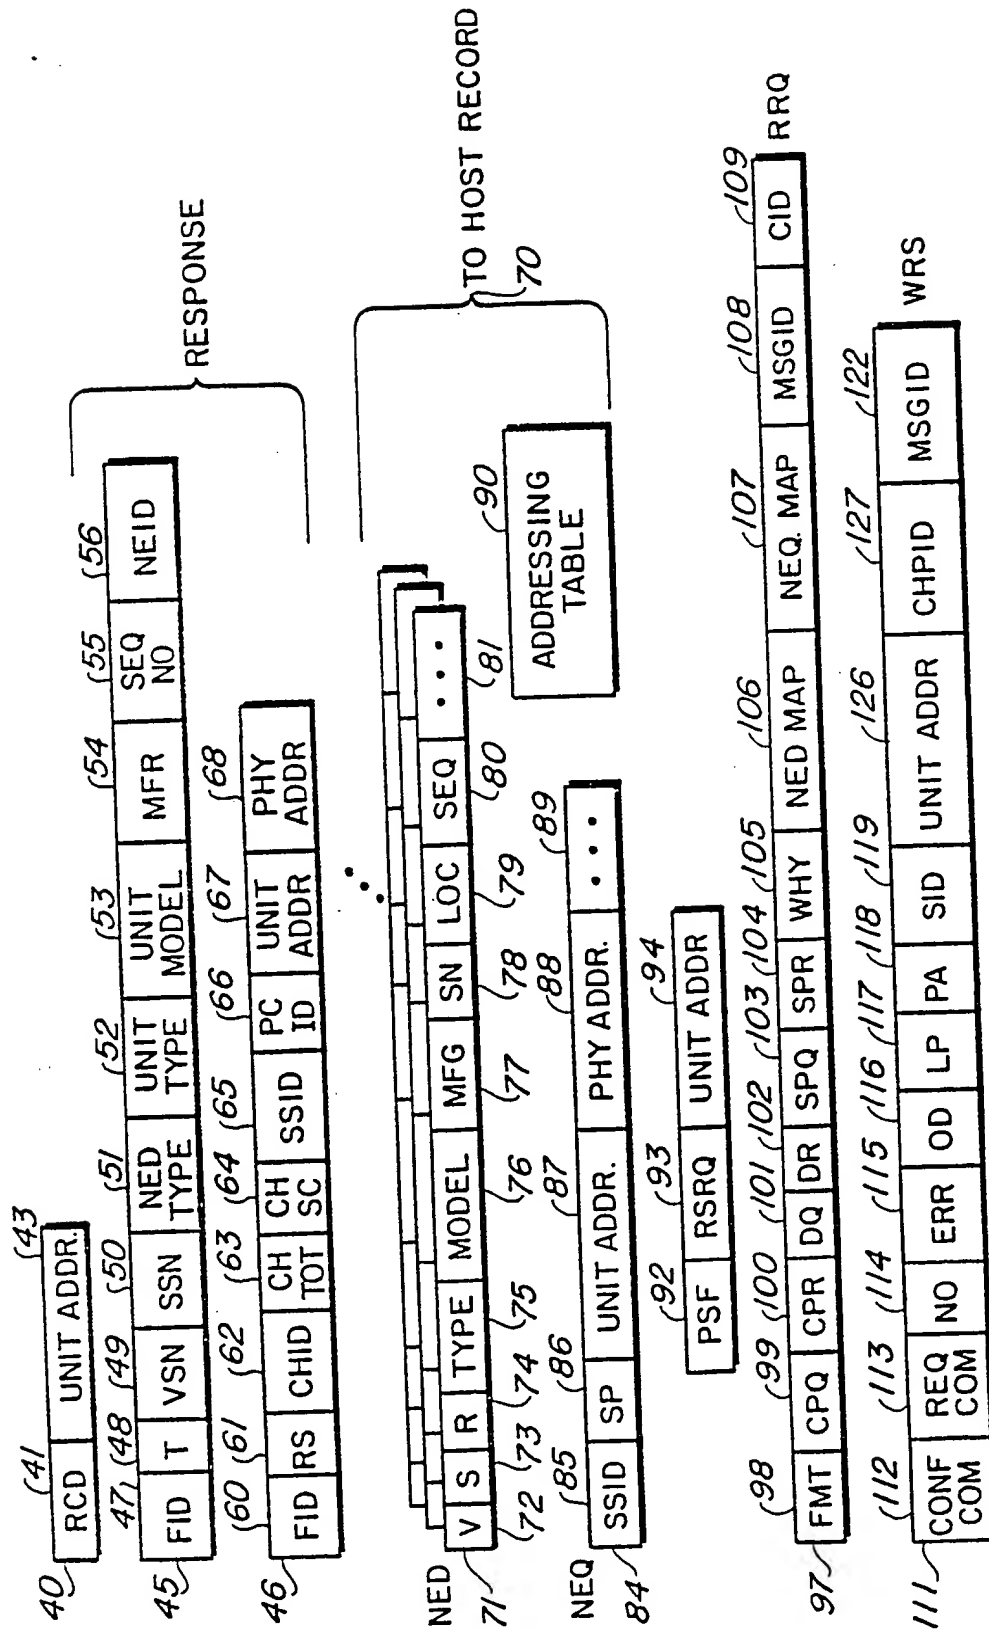 41 43
RCD UNIT ADDR.
40
47 48 49 50 51 52 53 54 55 56
FID T VSN SSN NED TYPE UNIT TYPE UNIT MODEL MFR SEQ NO NEID
45
RESPONSE
60 61 62 63 64 65 66 67 68
FID RS CHID CH TOT CH SC SSID PC ID UNIT ADDR PHY ADDR
46
NED
V S R TYPE MODEL MFG SN LOC SEQ ...
71
72 73 74 75 76 77 78 79 80 81
TO HOST RECORD
70
90
ADDRESSING
TABLE
NEQ
85 86 87 88 89
SSID SP UNIT ADDR. PHY ADDR. ...
84
92 93 94
PSF RSRQ UNIT ADDR
98 99 100 101 102 103 104 105 106 107 108 109
FMT CPQ CPR DQ DR SPQ SPR WHY NED MAP NEQ. MAP MSGID CID RRQ
97
112 113 114 115 116 117 118 119 126 127 122
CONF COM REQ COM NO ERR OD LP PA SID UNIT ADDR CHPID MSGID WRS
111